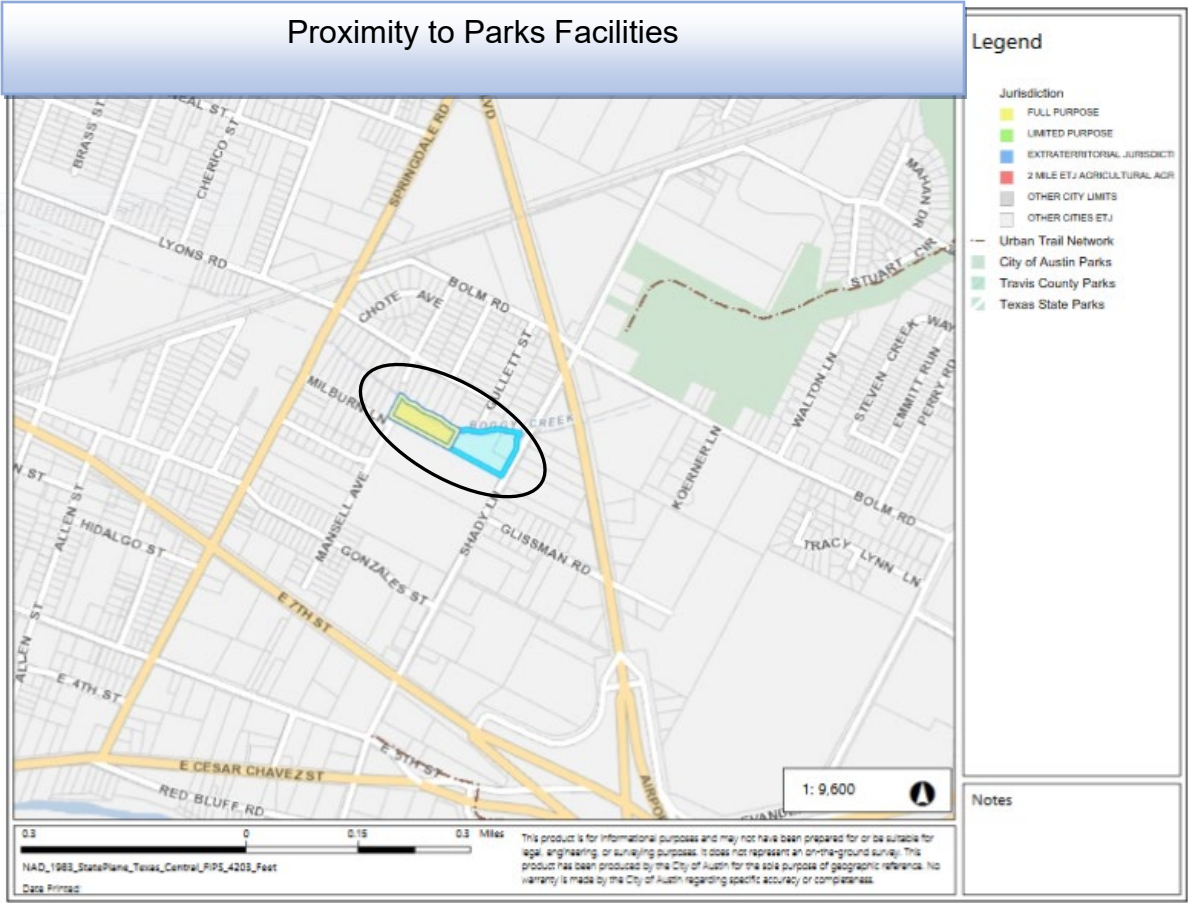 Proximity to Parks Facilities
Legend
Jurisdiction
FULL PURPOSE
LIMITED PURPOSE
EXTRATERRITORIAL JURISDICTI
2 MILE ETJ AGRICULTURAL AGR
OTHER CITY LIMITS
OTHER CITIES ETJ
Urban Trail Network
City of Austin Parks
Travis County Parks
Texas State Parks
BRASS ST
NEAL ST
CHERICO ST
SPRINGDALE RD
LVD
MAHAN DR
LYONS RD
STUART CIR
CHOTE AVE
BOLM RD
GULLETT ST
WALTON LN
STEVEN CREEK WAY
EMMITT RUN
PERRY RD
MILBURN LN
BOGGY CREEK
KOERNER LN
N ST
ALLEN ST
HIDALGO ST
MANSELL AVE
SHADY LN
GLISSMAN RD
BOLM RD
TRACY LYNN LN
GONZALES ST
E 7TH ST
ALLEN ST
E 4TH ST
E 5TH ST
E CESAR CHAVEZ ST
RED BLUFF RD
AIRPO
EVAND
1: 9,600
Notes
0.3 0 0.15 0.3 Miles
NAD_1983_StatePlane_Texas_Central_FIPS_4203_Feet
Date Printed:
This product is for informational purposes and may not have been prepared for or be suitable for
legal, engineering, or surveying purposes. It does not represent an on-the-ground survey. This
product has been produced by the City of Austin for the sole purpose of geographic reference. No
warranty is made by the City of Austin regarding specific accuracy or completeness.